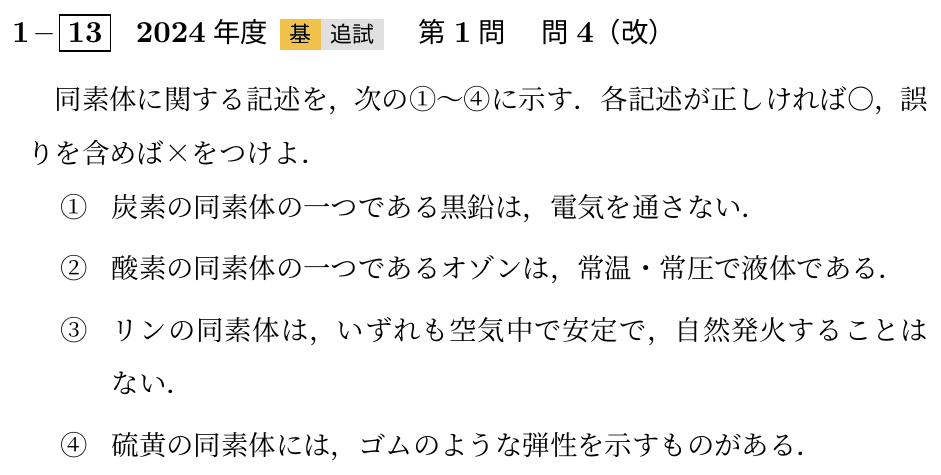 1-13 2024 年度 基 追試 第 1 問 問 4（改）
同素体に関する記述を，次の①〜④に示す．各記述が正しければ○，誤
りを含めば×をつけよ．
① 炭素の同素体の一つである黒鉛は，電気を通さない．
② 酸素の同素体の一つであるオゾンは，常温・常圧で液体である．
③ リンの同素体は，いずれも空気中で安定で，自然発火することは
ない．
④ 硫黄の同素体には，ゴムのような弾性を示すものがある．